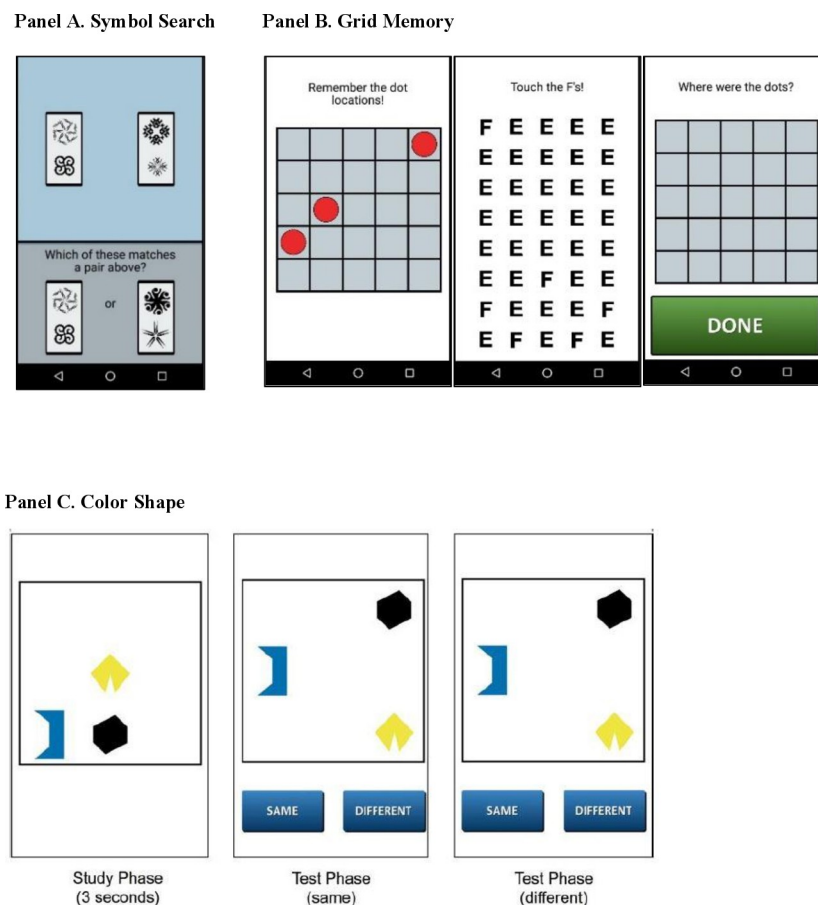 Panel A. Symbol Search
Panel B. Grid Memory
Which of these matches
a pair above?
or
Remember the dot
locations!
Touch the F's!
F E E E E
E E E E E
E E E E E
E E E E E
E E E E E
E E F E E
F E E E F
E F E F E
Where were the dots?
DONE
Panel C. Color Shape
Study Phase
(3 seconds)
SAME DIFFERENT
Test Phase
(same)
SAME DIFFERENT
Test Phase
(different)